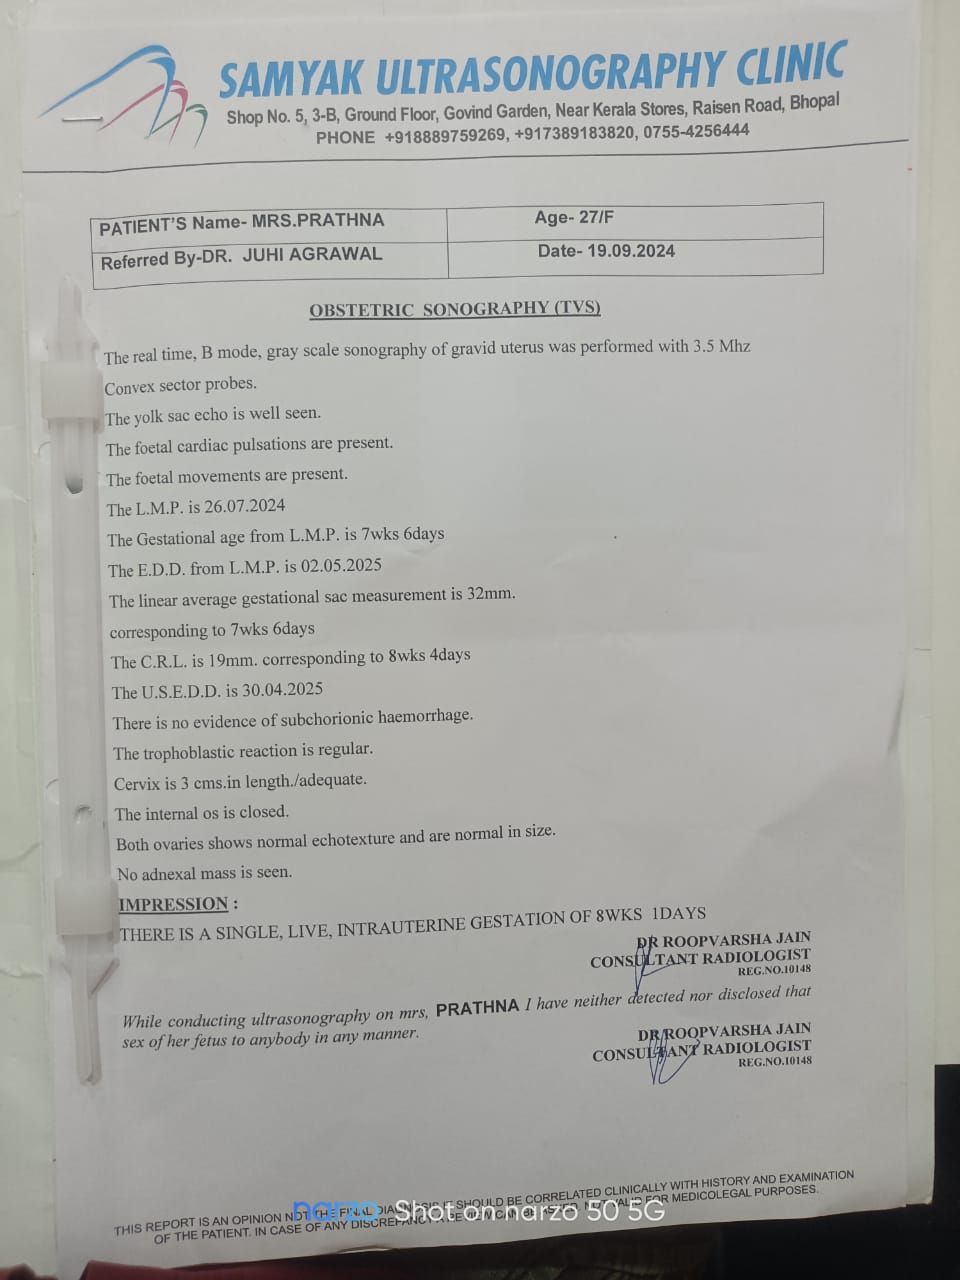 SAMYAK ULTRASONOGRAPHY CLINIC
Shop No. 5, 3-B, Ground Floor, Govind Garden, Near Kerala Stores, Raisen Road, Bhopal
PHONE +918889759269, +917389183820, 0755-4256444
PATIENT'S Name- MRS.PRATHNA Age- 27/F
Referred By-DR. JUHI AGRAWAL Date- 19.09.2024
OBSTETRIC SONOGRAPHY (TVS)
The real time, B mode, gray scale sonography of gravid uterus was performed with 3.5 Mhz
Convex sector probes.
The yolk sac echo is well seen.
The foetal cardiac pulsations are present.
The foetal movements are present.
The L.M.P. is 26.07.2024
The Gestational age from L.M.P. is 7wks 6days
The E.D.D. from L.M.P. is 02.05.2025
The linear average gestational sac measurement is 32mm.
corresponding to 7wks 6days
The C.R.L. is 19mm. corresponding to 8wks 4days
The U.S.E.D.D. is 30.04.2025
There is no evidence of subchorionic haemorrhage.
The trophoblastic reaction is regular.
Cervix is 3 cms.in length./adequate.
The internal os is closed.
Both ovaries shows normal echotexture and are normal in size.
No adnexal mass is seen.
IMPRESSION :
THERE IS A SINGLE, LIVE, INTRAUTERINE GESTATION OF 8WKS 1DAYS
DR ROOPVARSHA JAIN
CONSULTANT RADIOLOGIST
REG.NO.10148
While conducting ultrasonography on mrs, PRATHNA I have neither detected nor disclosed that
sex of her fetus to anybody in any manner.
DR ROOPVARSHA JAIN
CONSULTANT RADIOLOGIST
REG.NO.10148
THIS REPORT IS AN OPINION NOT THE FINAL IT SHOULD BE CORRELATED CLINICALLY WITH HISTORY AND EXAMINATION
OF THE PATIENT. IN CASE OF ANY FOR MEDICOLEGAL PURPOSES.
narzo Shot on narzo 50 5G